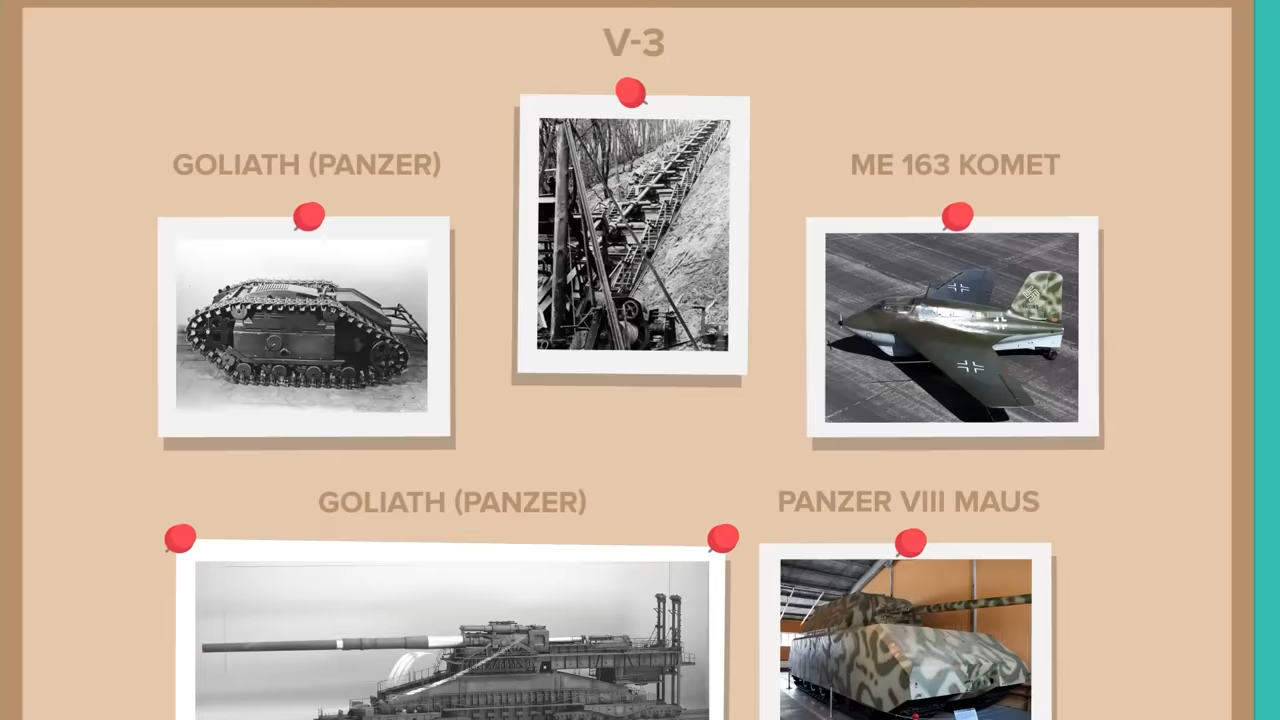 V-3
GOLIATH (PANZER)
ME 163 KOMET
GOLIATH (PANZER)
PANZER VIII MAUS